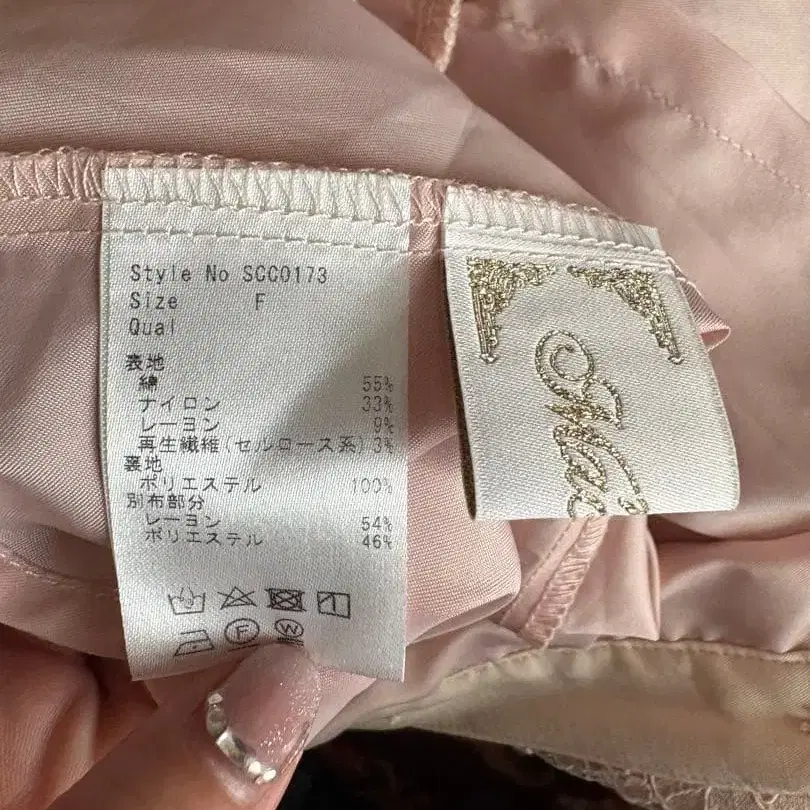 Style No SCC0173
Size F
Qual
表地
綿 55%
ナイロン 33%
レーヨン 9%
再生繊維(セルロース系) 3%
裏地
ポリエステル 100%
別布部分
レーヨン 54%
ポリエステル 46%
F
W